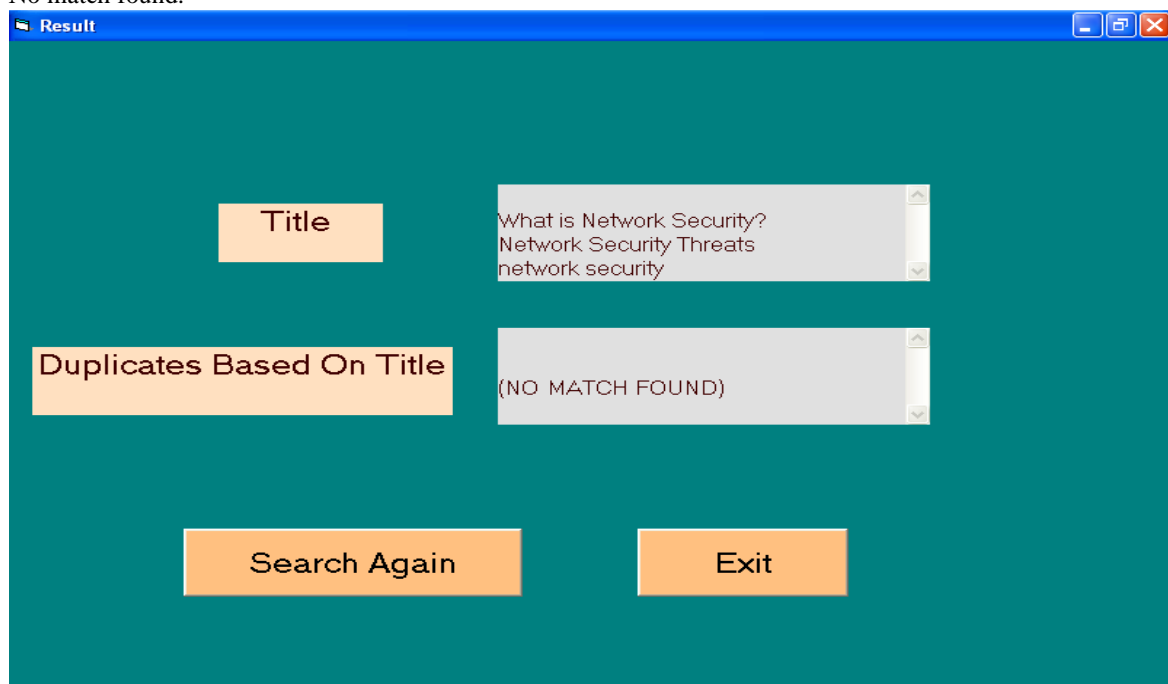 No match found.
Result
Title
What is Network Security?
Network Security Threats
network security
Duplicates Based On Title
(NO MATCH FOUND)
Search Again
Exit